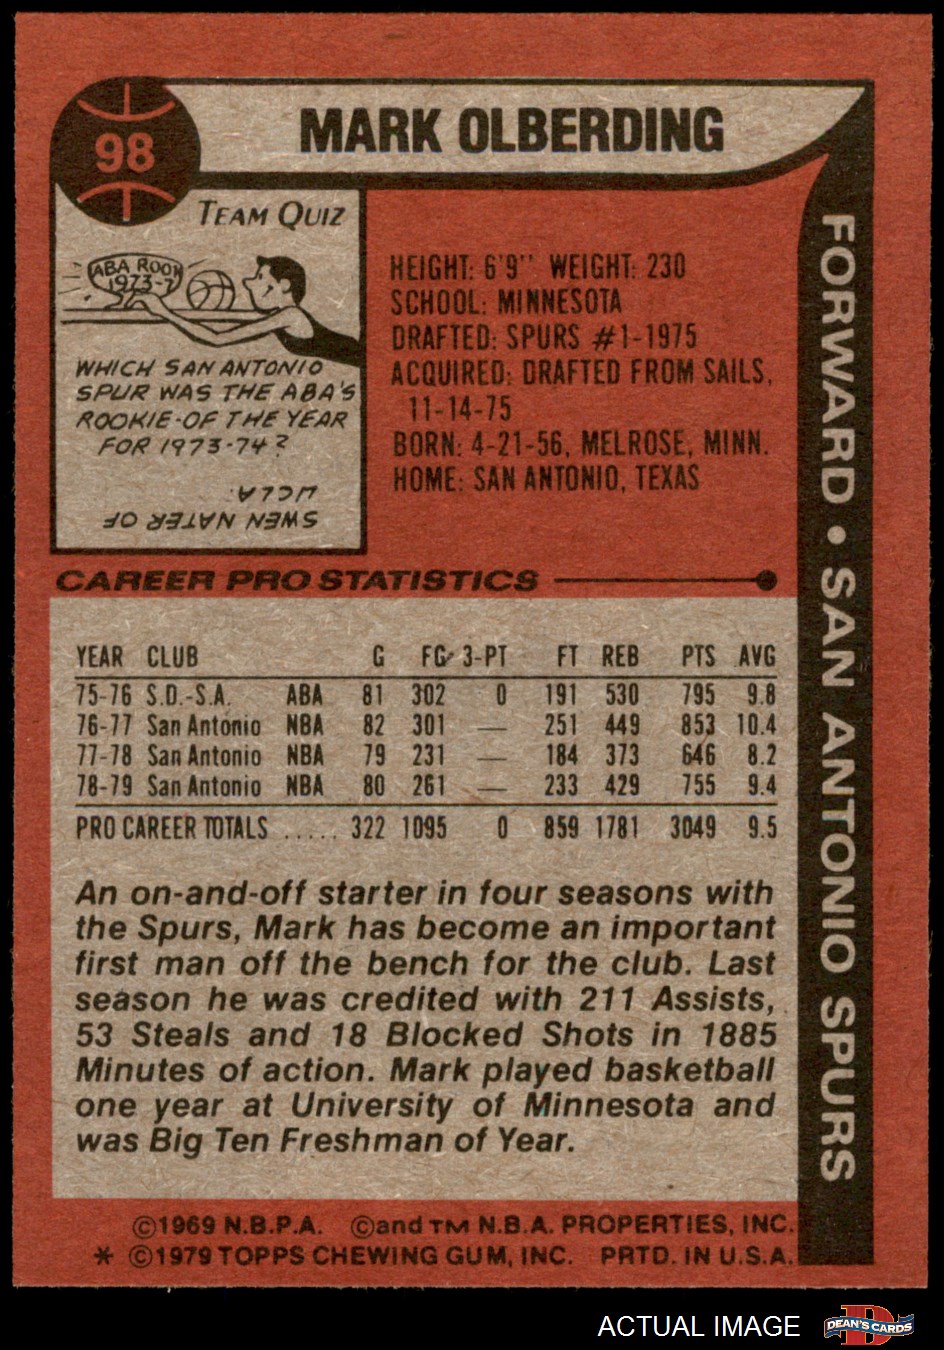 98
MARK OLBERDING
TEAM QUIZ
ABA ROOK
1973-7
WHICH SAN ANTONIO
SPUR WAS THE ABA'S
ROOKIE-OF THE YEAR
FOR 1973-74?
SWEN NATER OF
UCLA.
HEIGHT: 6'9" WEIGHT: 230
SCHOOL: MINNESOTA
DRAFTED: SPURS #1-1975
ACQUIRED: DRAFTED FROM SAILS,
11-14-75
BORN: 4-21-56, MELROSE, MINN.
HOME: SAN ANTONIO, TEXAS
FORWARD • SAN ANTONIO SPURS
CAREER PRO STATISTICS
YEAR CLUB G FG 3-PT FT REB PTS AVG
75-76 S.D.-S.A. ABA 81 302 0 191 530 795 9.8
76-77 San Antonio NBA 82 301 — 251 449 853 10.4
77-78 San Antonio NBA 79 231 — 184 373 646 8.2
78-79 San Antonio NBA 80 261 — 233 429 755 9.4
PRO CAREER TOTALS ..... 322 1095 0 859 1781 3049 9.5
An on-and-off starter in four seasons with
the Spurs, Mark has become an important
first man off the bench for the club. Last
season he was credited with 211 Assists,
53 Steals and 18 Blocked Shots in 1885
Minutes of action. Mark played basketball
one year at University of Minnesota and
was Big Ten Freshman of Year.
©1969 N.B.P.A. ©and TM N.B.A. PROPERTIES, INC.
* ©1979 TOPPS CHEWING GUM, INC. PRTD. IN U.S.A.
ACTUAL IMAGE
D
DEAN'S CARDS